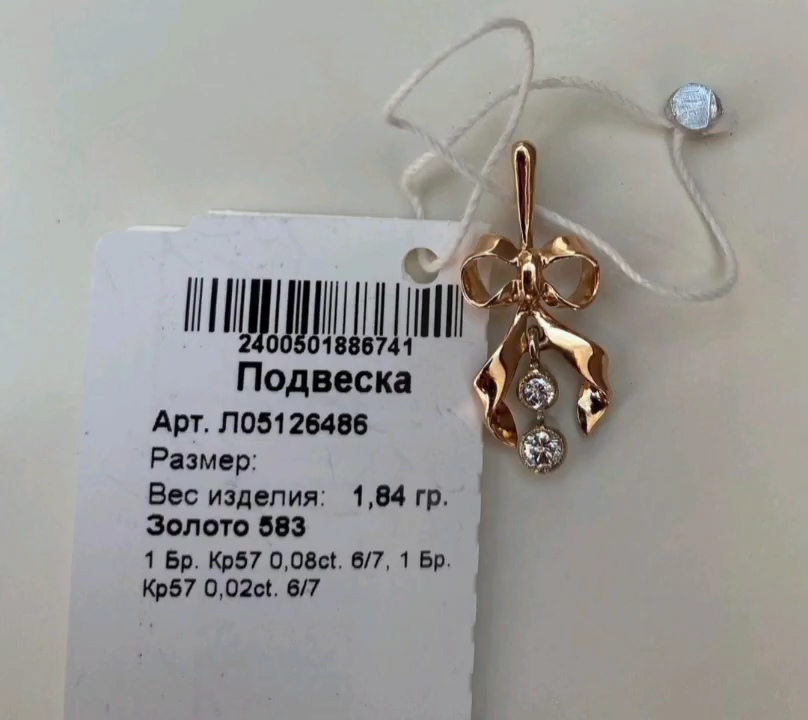 2400501886741
Подвеска
Арт. Л05126486
Размер:
Вес изделия: 1,84 гр.
Золото 583
1 Бр. Кр57 0,08ct. 6/7, 1 Бр.
Кр57 0,02ct. 6/7